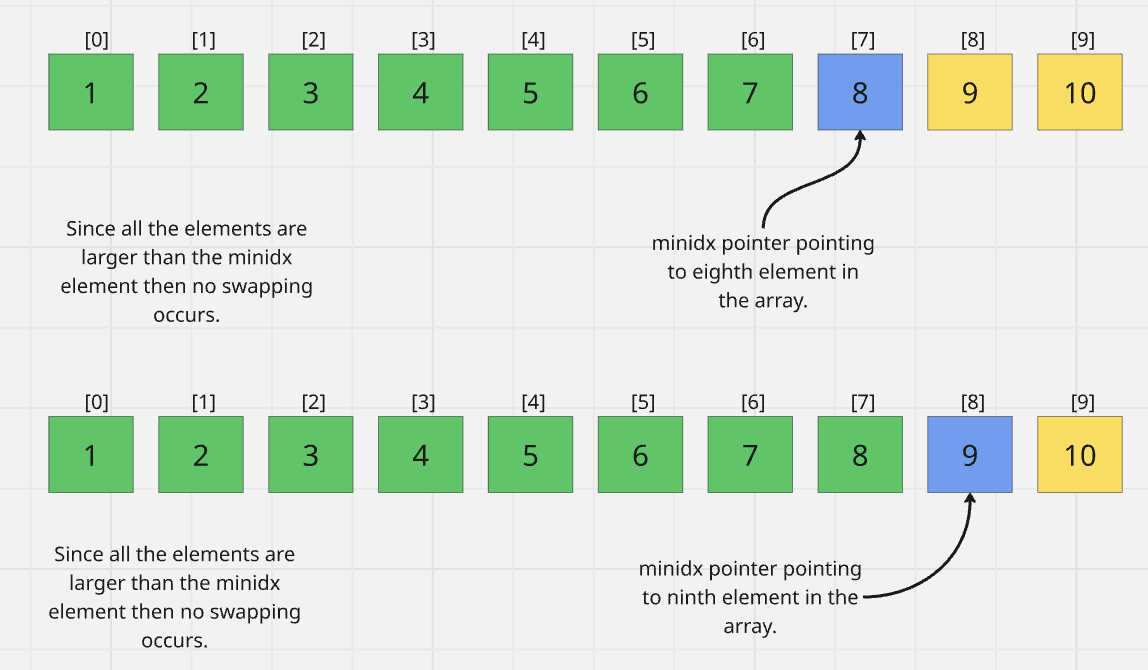 [0] [1] [2] [3] [4] [5] [6] [7] [8] [9]
1 2 3 4 5 6 7 8 9 10
Since all the elements are
larger than the minidx
element then no swapping
occurs.
minidx pointer pointing
to eighth element in
the array.
[0] [1] [2] [3] [4] [5] [6] [7] [8] [9]
1 2 3 4 5 6 7 8 9 10
Since all the elements are
larger than the minidx
element then no swapping
occurs.
minidx pointer pointing
to ninth element in the
array.